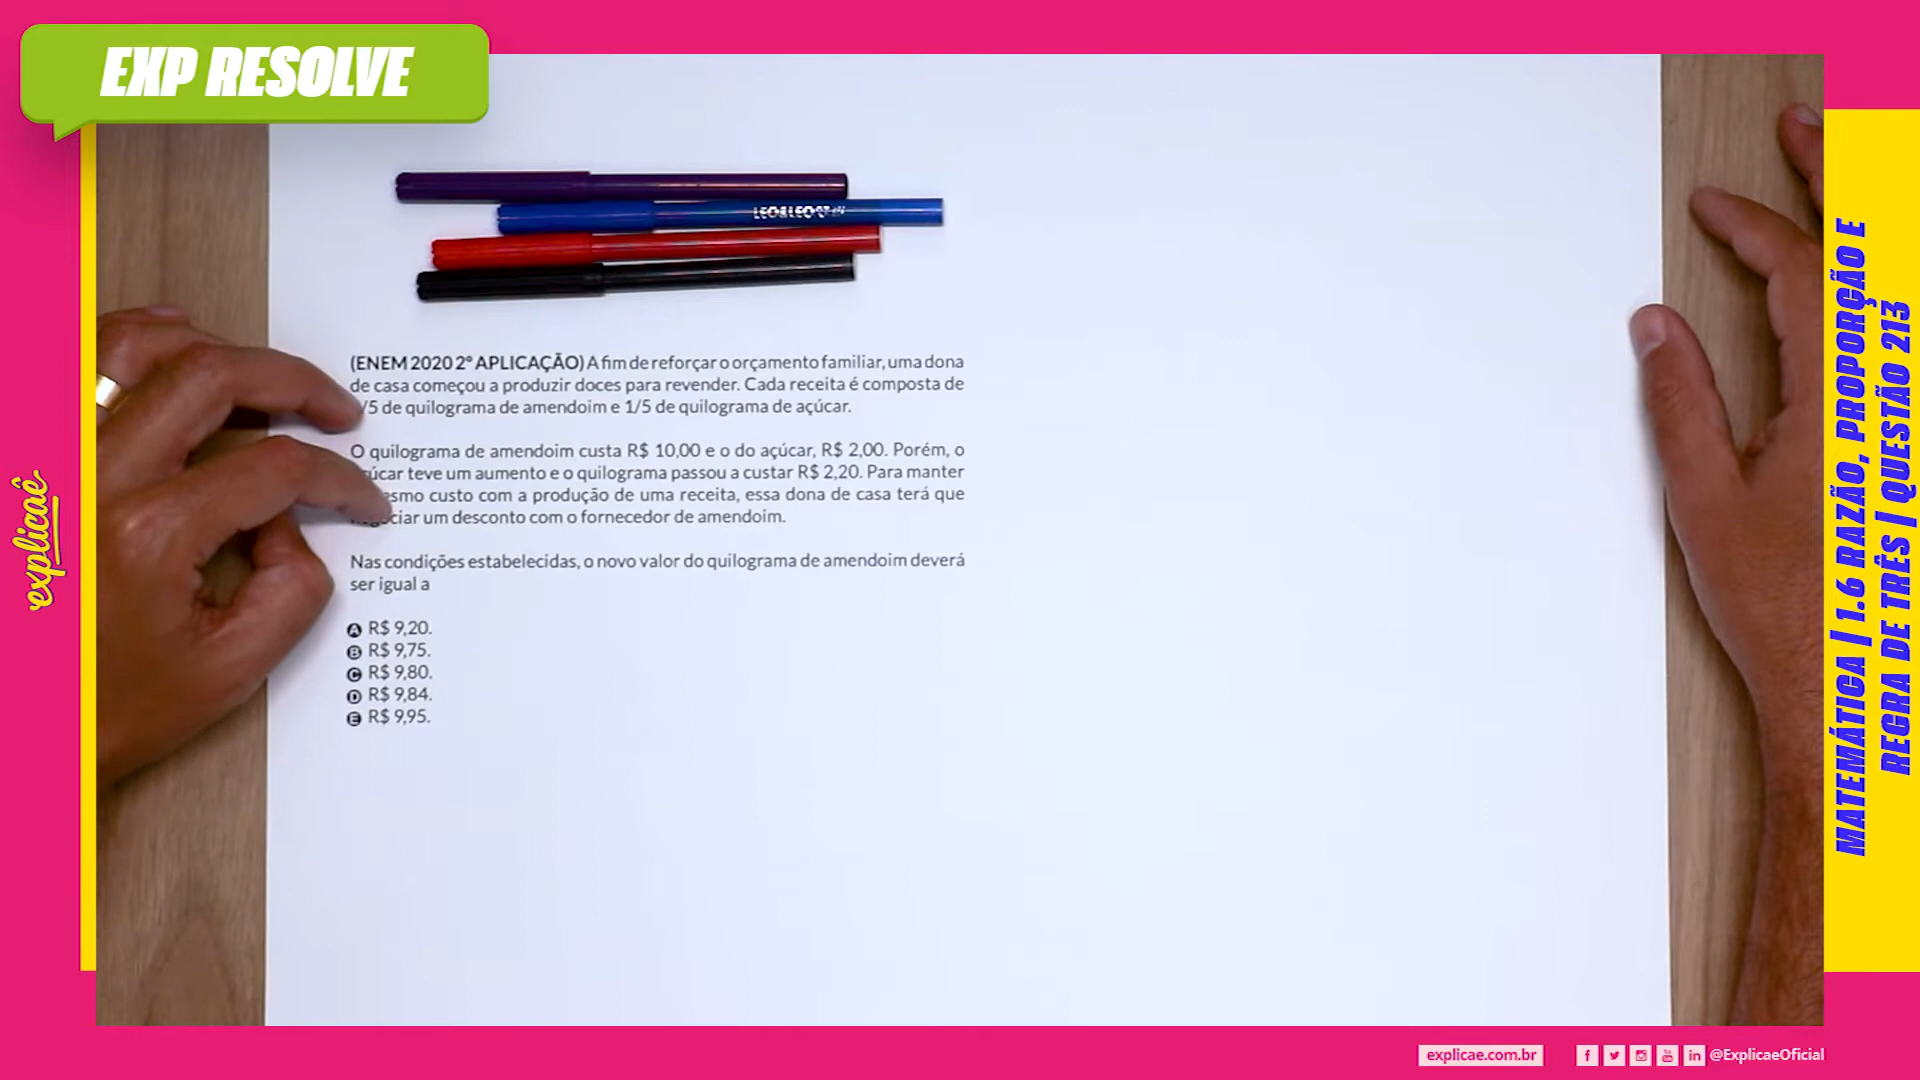 EXP RESOLVE
LEO&LEO
(ENEM 2020 2º APLICAÇÃO) A fim de reforçar o orçamento familiar, uma dona
de casa começou a produzir doces para revender. Cada receita é composta de
/5 de quilograma de amendoim e 1/5 de quilograma de açúcar.
O quilograma de amendoim custa R$ 10,00 e o do açúcar, R$ 2,00. Porém, o
úcar teve um aumento e o quilograma passou a custar R$ 2,20. Para manter
esmo custo com a produção de uma receita, essa dona de casa terá que
negociar um desconto com o fornecedor de amendoim.
Nas condições estabelecidas, o novo valor do quilograma de amendoim deverá
ser igual a
A R$ 9,20.
B R$ 9,75.
C R$ 9,80.
D R$ 9,84.
E R$ 9,95.
explicaê
MATEMÁTICA | 1.6 RAZÃO, PROPORÇÃO E
REGRA DE TRÊS | QUESTÃO 213
explicae.com.br
@ExplicaeOficial